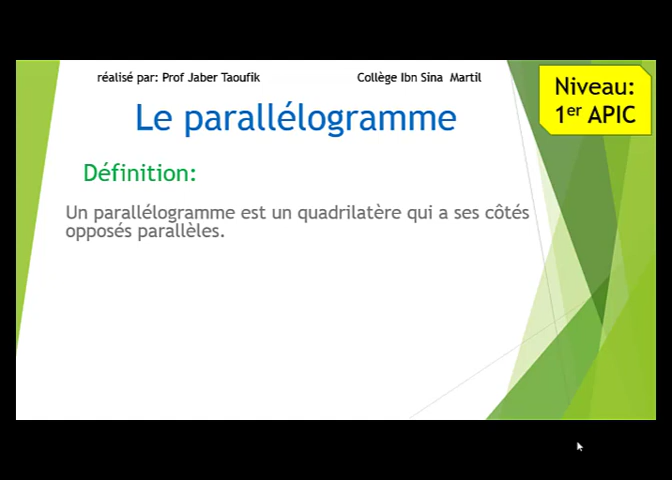 réalisé par: Prof Jaber Taoufik
Collège Ibn Sina Martil
Niveau:
1er APIC
Le parallélogramme
Définition:
Un parallélogramme est un quadrilatère qui a ses côtés
opposés parallèles.